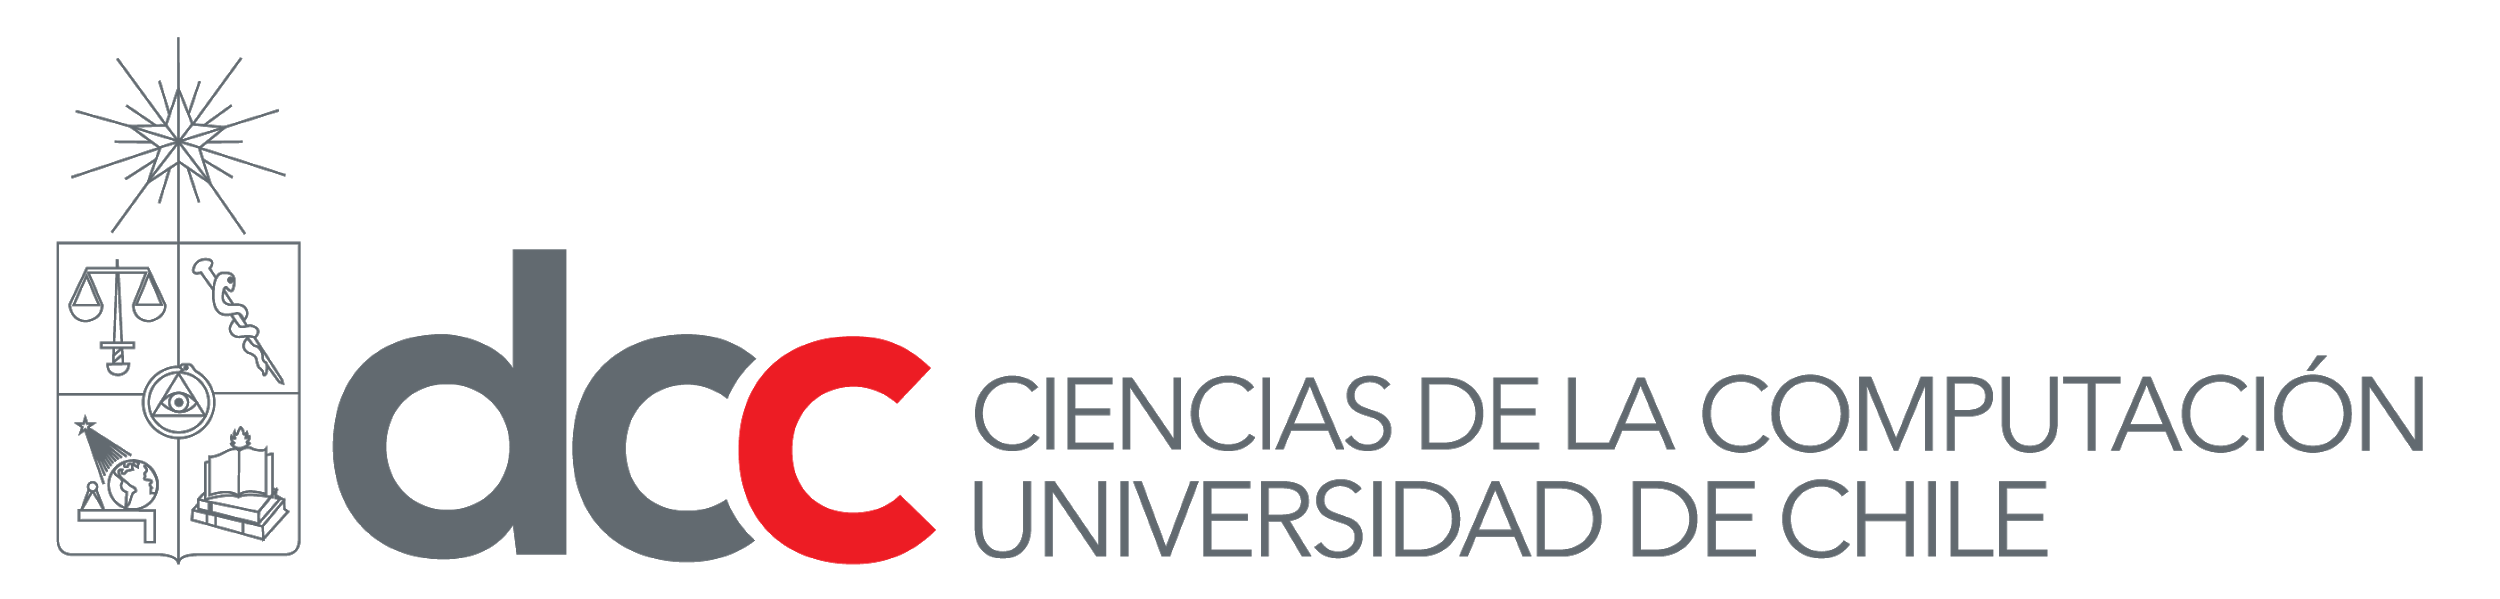 dcc
CIENCIAS DE LA COMPUTACIÓN
UNIVERSIDAD DE CHILE